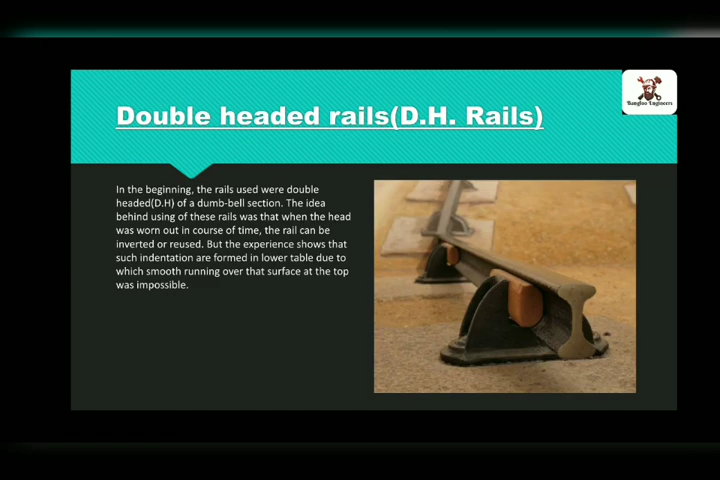 Bangloo Engineers
Double headed rails(D.H. Rails)
In the beginning, the rails used were double
headed(D.H) of a dumb-bell section. The idea
behind using of these rails was that when the head
was worn out in course of time, the rail can be
inverted or reused. But the experience shows that
such indentation are formed in lower table due to
which smooth running over that surface at the top
was impossible.